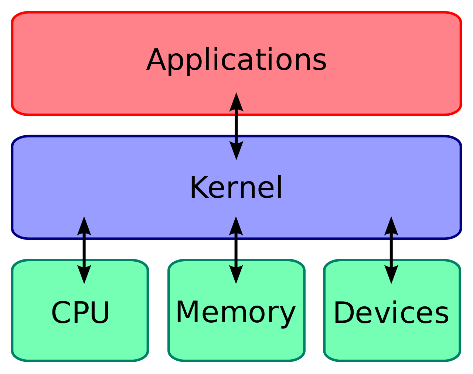 Applications
Kernel
CPU
Memory
Devices